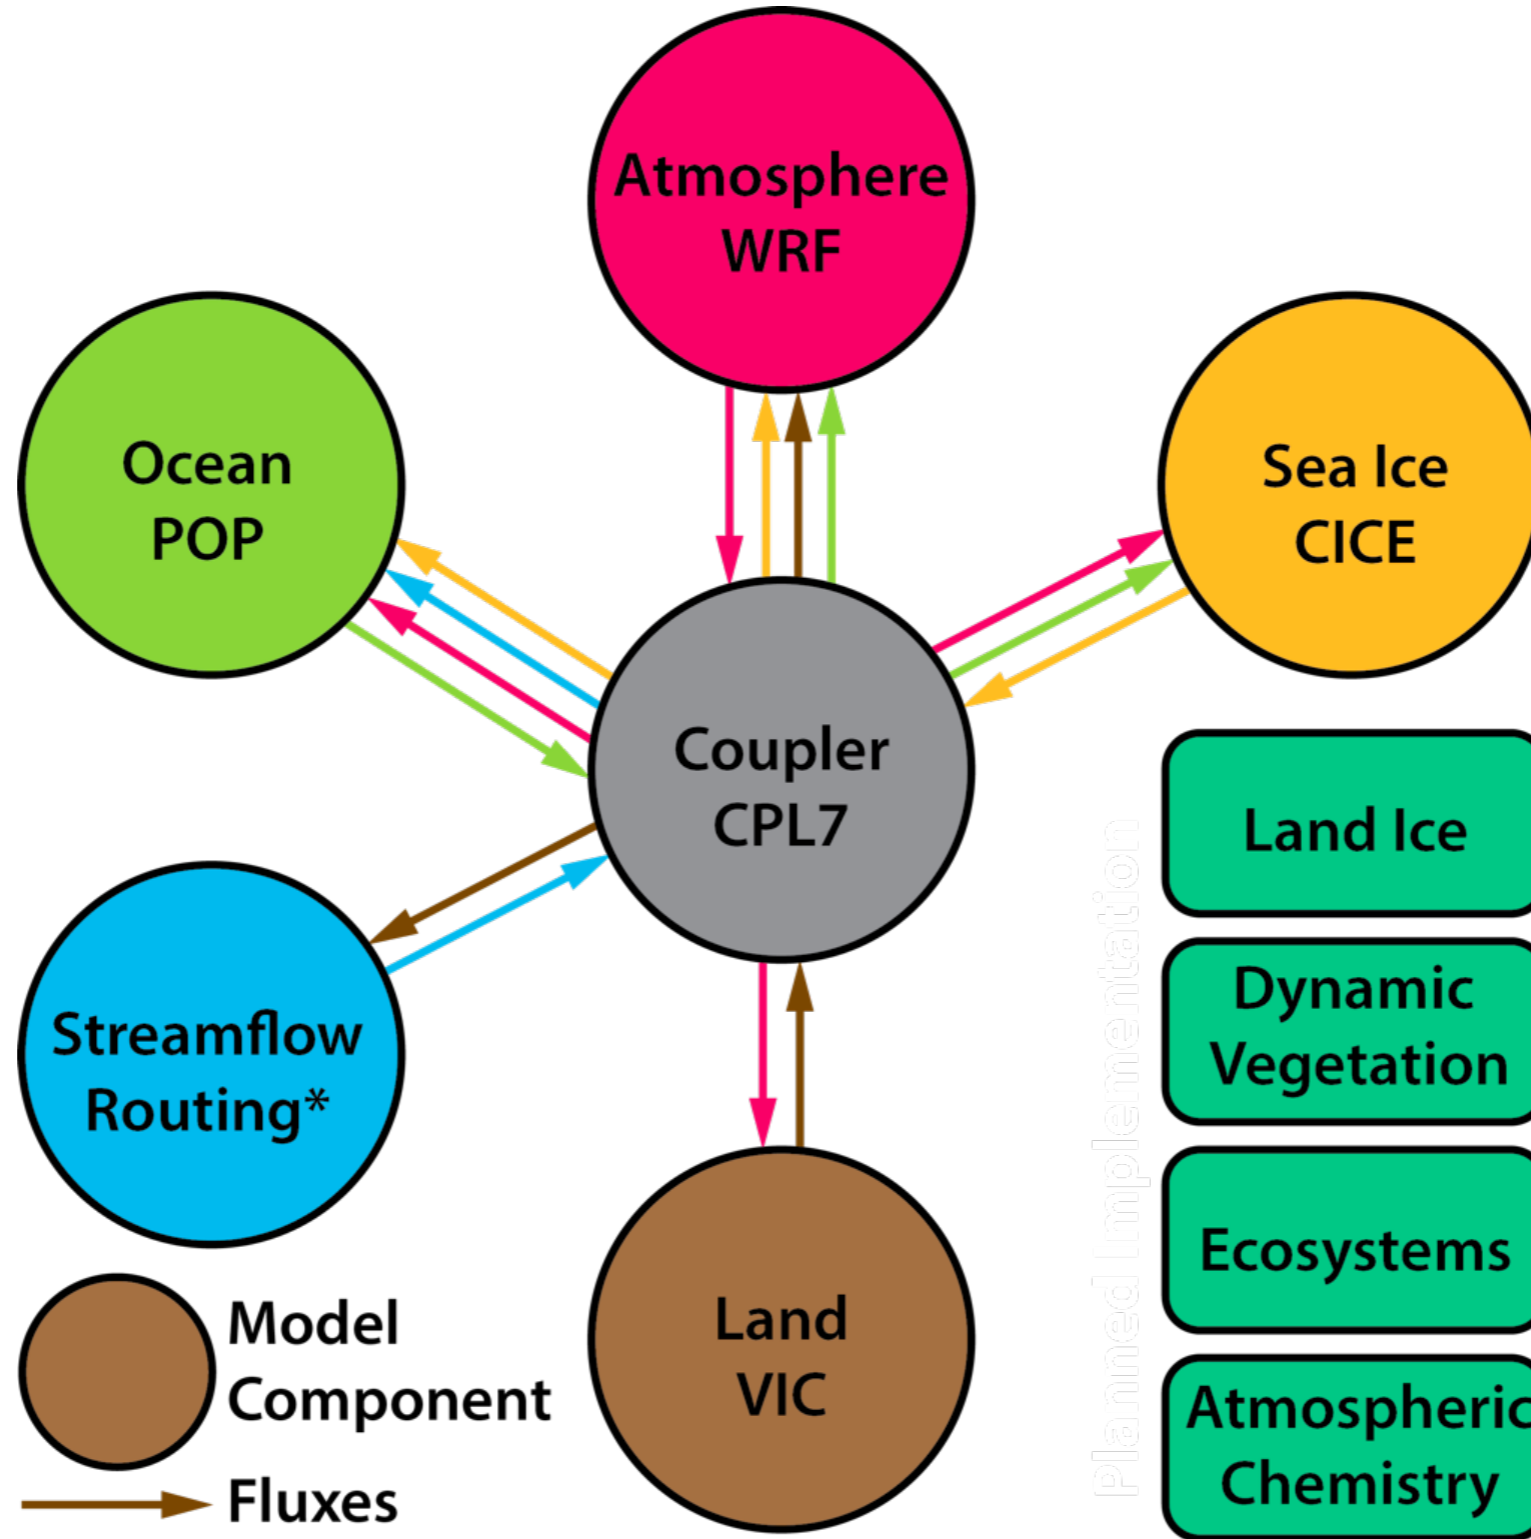 Atmosphere
WRF
Ocean
POP
Sea Ice
CICE
Coupler
CPL7
Streamflow
Routing*
Land
VIC
Model
Component
Fluxes
Planned Implementation
Land Ice
Dynamic
Vegetation
Ecosystems
Atmospheric
Chemistry